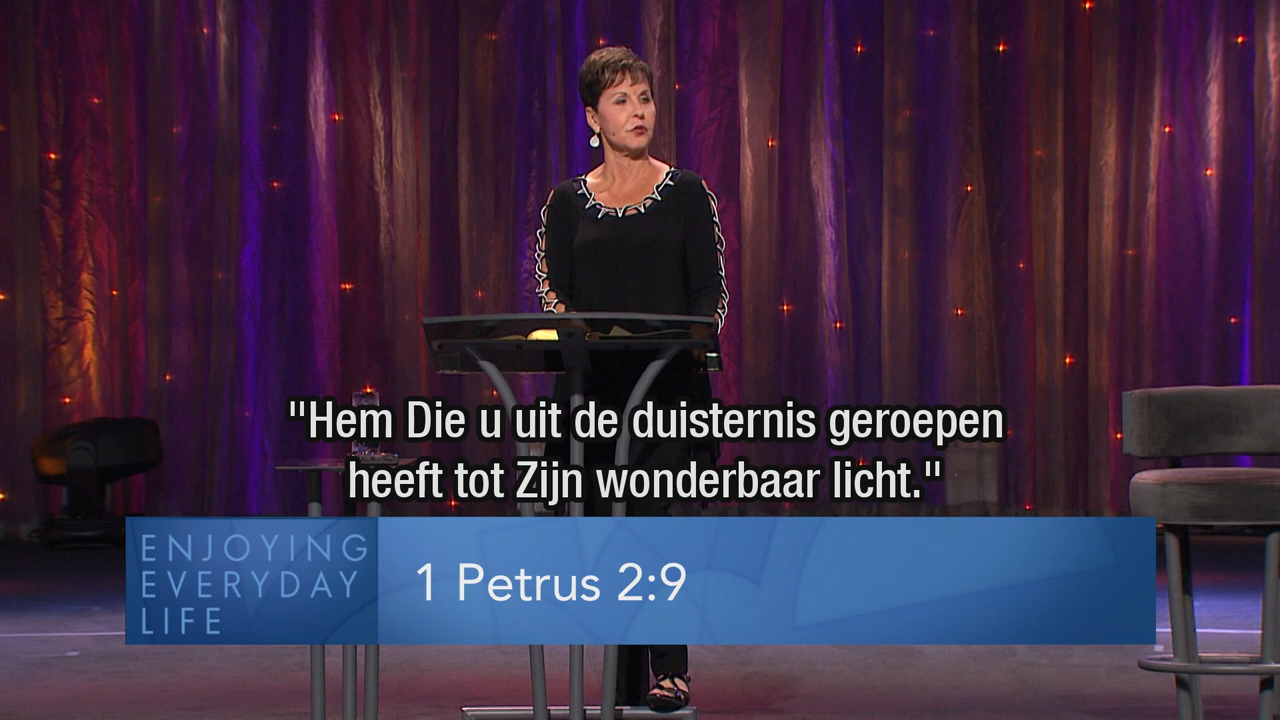 "Hem Die u uit de duisternis geroepen
heeft tot Zijn wonderbaar licht."
ENJOYING
EVERYDAY
LIFE
1 Petrus 2:9